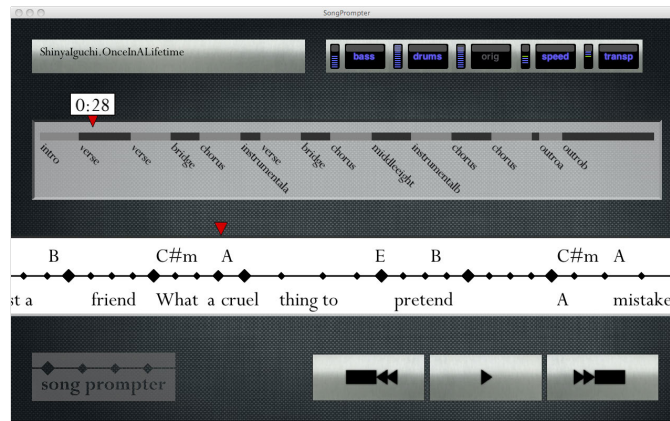 SongPrompter
ShinyaIguchi.OnceInALifetime
bass drums orig speed transp
0:28
intro verse verse bridge chorus instrumentala verse bridge chorus middleeight instrumentalb chorus chorus outroa outrob
B C#m A E B C#m A
st a friend What a cruel thing to pretend A mistake
song prompter